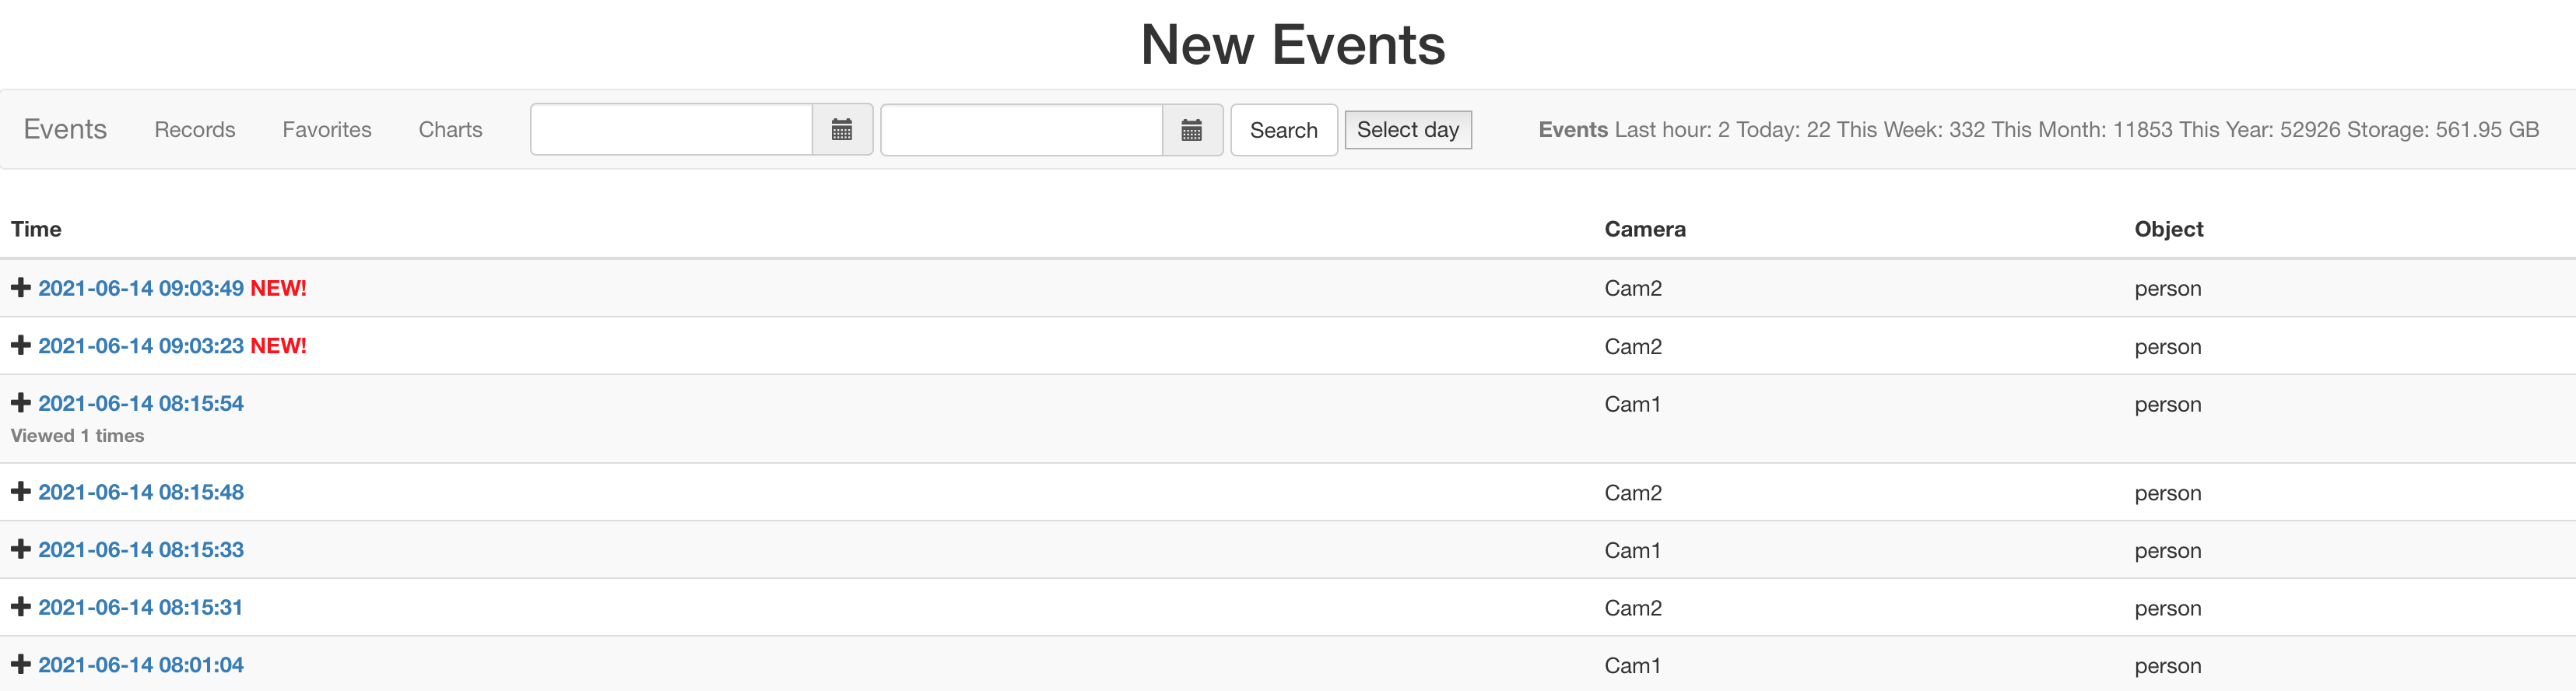 New Events
Events Records Favorites Charts Search Select day Events Last hour: 2 Today: 22 This Week: 332 This Month: 11853 This Year: 52926 Storage: 561.95 GB
Time Camera Object
2021-06-14 09:03:49 NEW! Cam2 person
2021-06-14 09:03:23 NEW! Cam2 person
2021-06-14 08:15:54 Cam1 person
Viewed 1 times
2021-06-14 08:15:48 Cam2 person
2021-06-14 08:15:33 Cam1 person
2021-06-14 08:15:31 Cam2 person
2021-06-14 08:01:04 Cam1 person